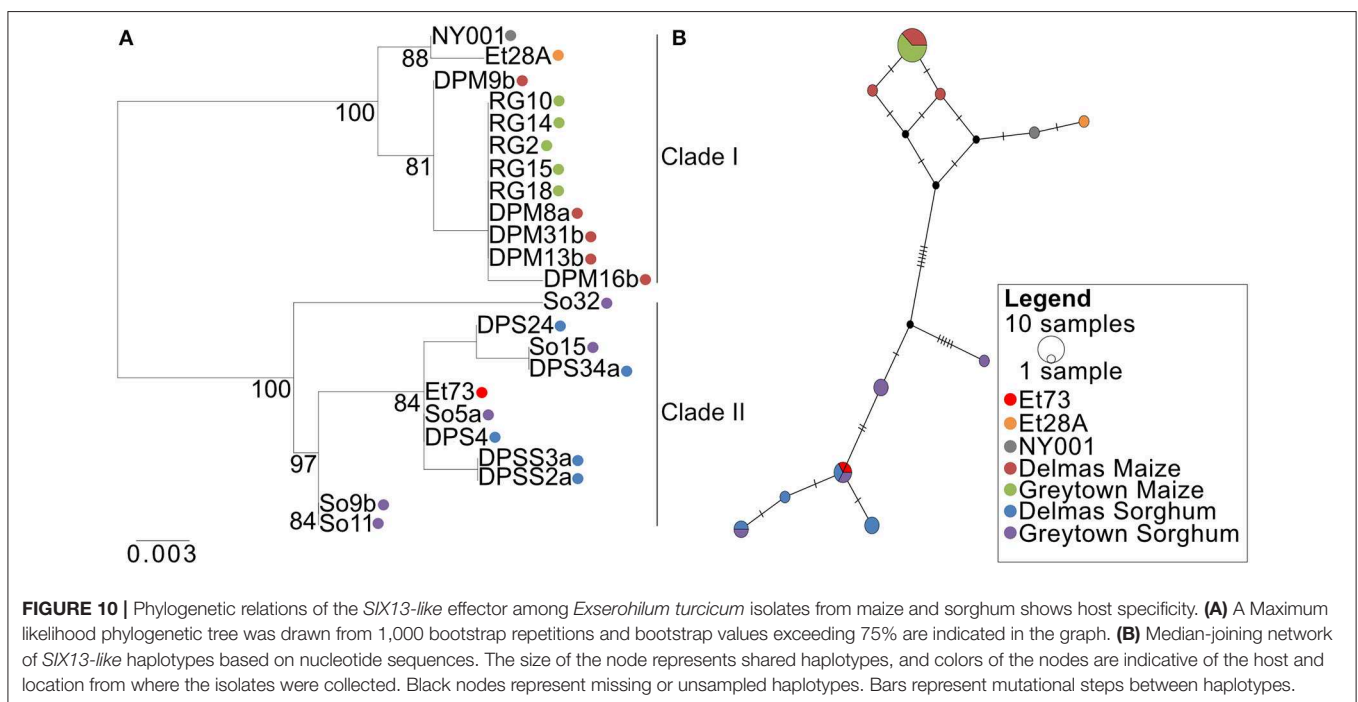 A
NY001
88
Et28A
DPM9b
RG10
100
RG14
RG2
81
RG15
RG18
DPM8a
DPM31b
DPM13b
DPM16b
Clade I
So32
DPS24
So15
100
DPS34a
Et73
84
So5a
DPS4
97
DPSS3a
DPSS2a
So9b
84
So11
Clade II
0.003
B
Legend
10 samples
1 sample
Et73
Et28A
NY001
Delmas Maize
Greytown Maize
Delmas Sorghum
Greytown Sorghum
FIGURE 10 | Phylogenetic relations of the SIX13-like effector among Exserohilum turcicum isolates from maize and sorghum shows host specificity. (A) A Maximum
likelihood phylogenetic tree was drawn from 1,000 bootstrap repetitions and bootstrap values exceeding 75% are indicated in the graph. (B) Median-joining network
of SIX13-like haplotypes based on nucleotide sequences. The size of the node represents shared haplotypes, and colors of the nodes are indicative of the host and
location from where the isolates were collected. Black nodes represent missing or unsampled haplotypes. Bars represent mutational steps between haplotypes.